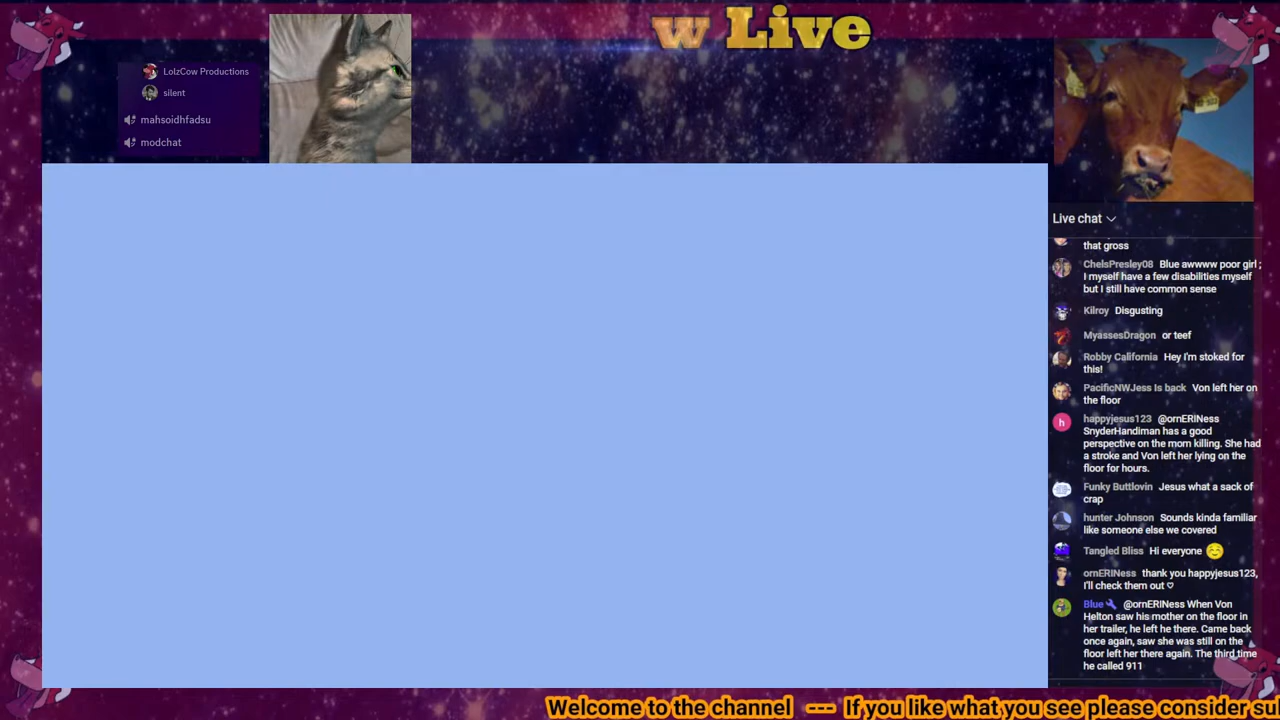 w Live
LolzCow Productions
silent
mahsoidhfadsu
modchat
Live chat
that gross
ChelsPresley08 Blue awwww poor girl ;
I myself have a few disabilities myself
but I still have common sense
Kilroy Disgusting
MyassesDragon or teef
Robby California Hey I'm stoked for
this!
PacificNWJess Is back Von left her on
the floor
h
happyjesus123 @ornERINess
SnyderHandiman has a good
perspective on the mom killing. She had
a stroke and Von left her lying on the
floor for hours.
Funky Buttlovin Jesus what a sack of
crap
hunter Johnson Sounds kinda familiar
like someone else we covered
Tangled Bliss Hi everyone ☺️
ornERINess thank you happyjesus123,
I'll check them out ♡
Blue @ornERINess When Von
Helton saw his mother on the floor in
her trailer, he left he there. Came back
once again, saw she was still on the
floor left her there again. The third time
he called 911
Welcome to the channel --- If you like what you see please consider su